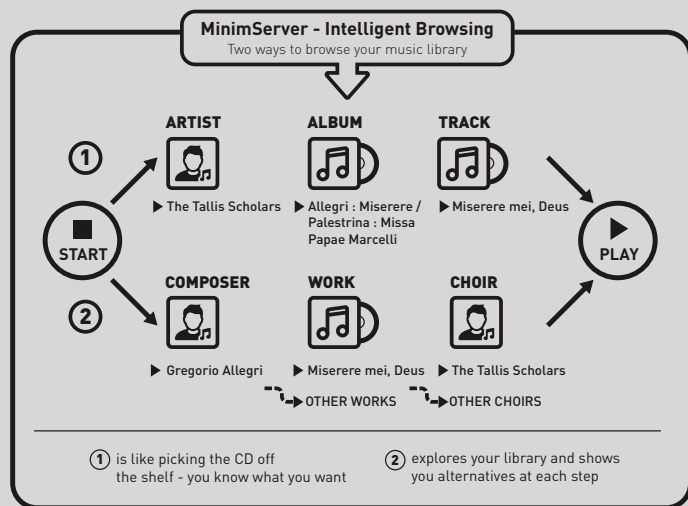 MinimServer - Intelligent Browsing
Two ways to browse your music library
ARTIST
ALBUM
TRACK
1
▶ The Tallis Scholars
▶ Allegri : Miserere /
Palestrina : Missa
Papae Marcelli
▶ Miserere mei, Deus
START
PLAY
COMPOSER
WORK
CHOIR
2
▶ Gregorio Allegri
▶ Miserere mei, Deus
▶ The Tallis Scholars
▶ OTHER WORKS
▶ OTHER CHOIRS
1 is like picking the CD off
the shelf - you know what you want
2 explores your library and shows
you alternatives at each step